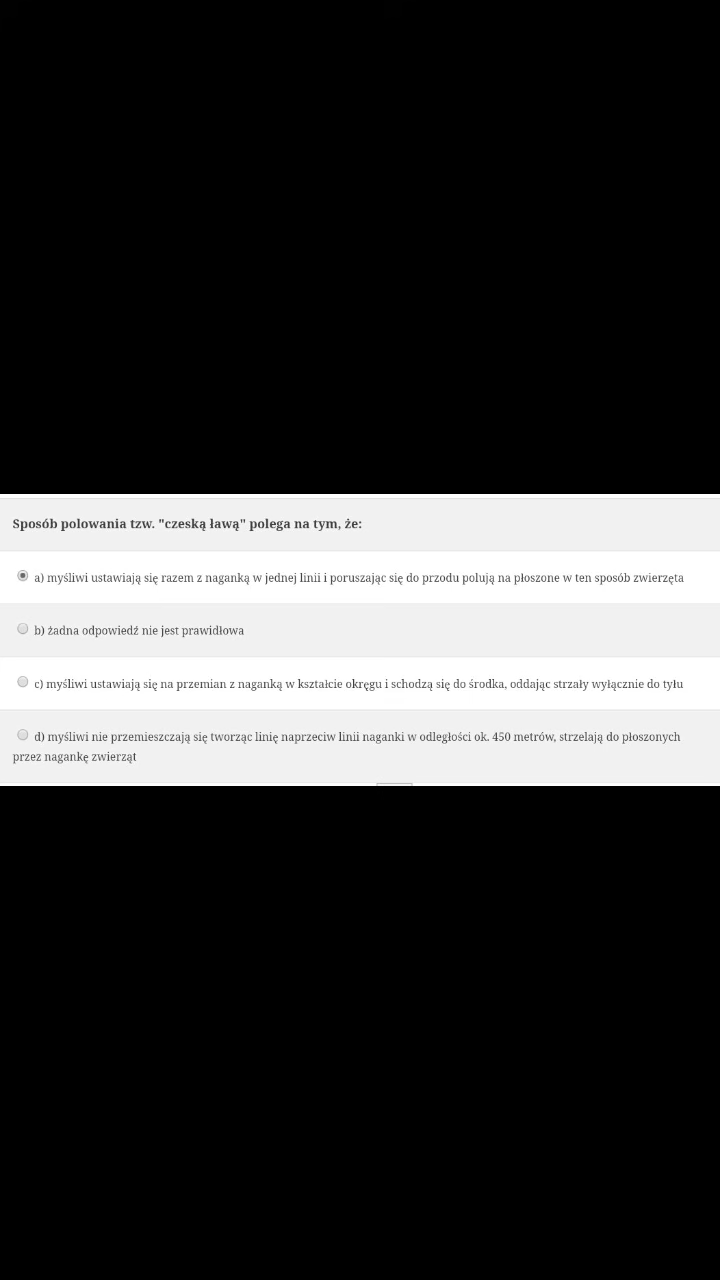 Sposób polowania tzw. "czeską ławą" polega na tym, że:
a) myśliwi ustawiają się razem z naganką w jednej linii i poruszając się do przodu polują na płoszone w ten sposób zwierzęta
b) żadna odpowiedź nie jest prawidłowa
c) myśliwi ustawiają się na przemian z naganką w kształcie okręgu i schodzą się do środka, oddając strzały wyłącznie do tyłu
d) myśliwi nie przemieszczają się tworząc linię naprzeciw linii naganki w odległości ok. 450 metrów, strzelają do płoszonych
przez nagankę zwierząt